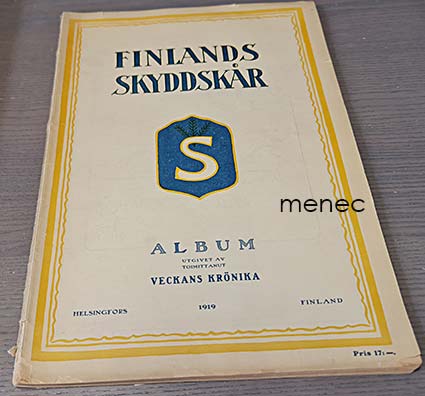 FINLANDS
SKYDDSKÅR
S
menec
ALBUM
UTGIVET AV
TOIMITTANUT
VECKANS KRÖNIKA
HELSINGFORS 1919 FINLAND
Pris 17:—.